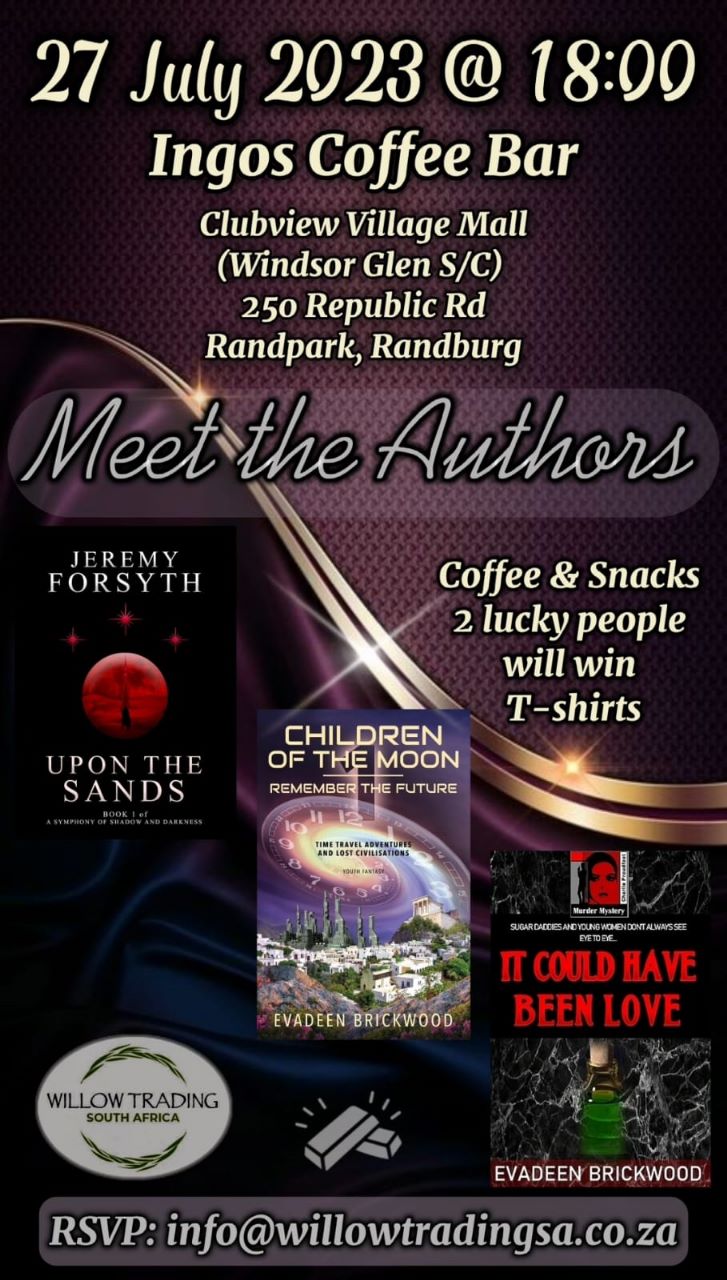 27 July 2023 @ 18:00
Ingos Coffee Bar
Clubview Village Mall
(Windsor Glen S/C)
250 Republic Rd
Randpark, Randburg
Meet the Authors
JEREMY
FORSYTH
UPON THE
SANDS
BOOK 1 of
A SYMPHONY OF SHADOW AND DARKNESS
Coffee & Snacks
2 lucky people
will win
T-shirts
CHILDREN
OF THE MOON
REMEMBER THE FUTURE
TIME TRAVEL ADVENTURES
AND LOST CIVILISATIONS
YOUTH FANTASY
EVADEEN BRICKWOOD
Charlie Proudfoot
Murder Mystery
SUGAR DADDIES AND YOUNG WOMEN DON'T ALWAYS SEE
EYE TO EYE...
IT COULD HAVE
BEEN LOVE
EVADEEN BRICKWOOD
WILLOW TRADING
SOUTH AFRICA
RSVP: info@willowtradingsa.co.za